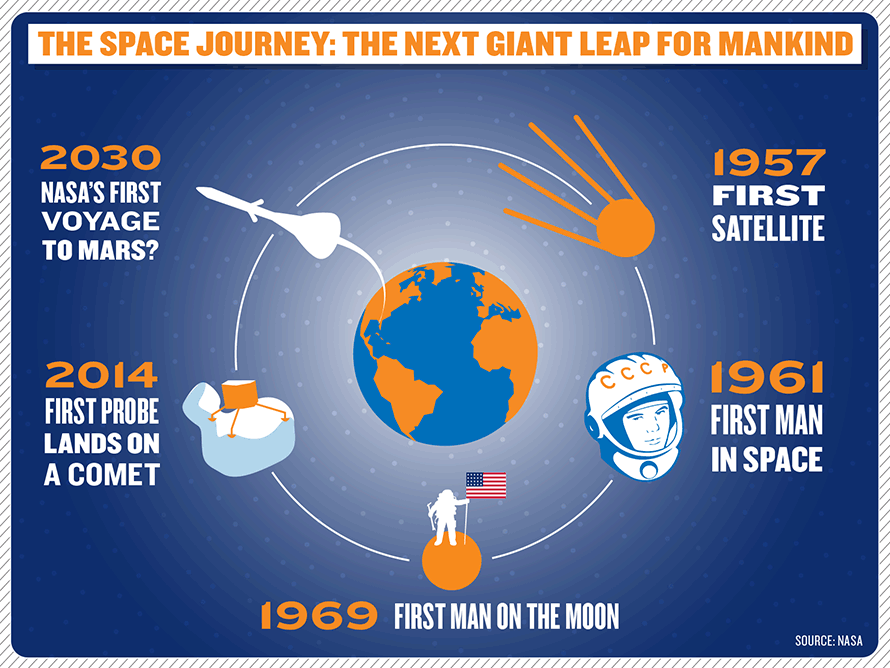 THE SPACE JOURNEY: THE NEXT GIANT LEAP FOR MANKIND
1957
FIRST
SATELLITE
CCCP
1961
FIRST MAN
IN SPACE
1969 FIRST MAN ON THE MOON
2014
FIRST PROBE
LANDS ON
A COMET
2030
NASA'S FIRST
VOYAGE
TO MARS?
SOURCE: NASA